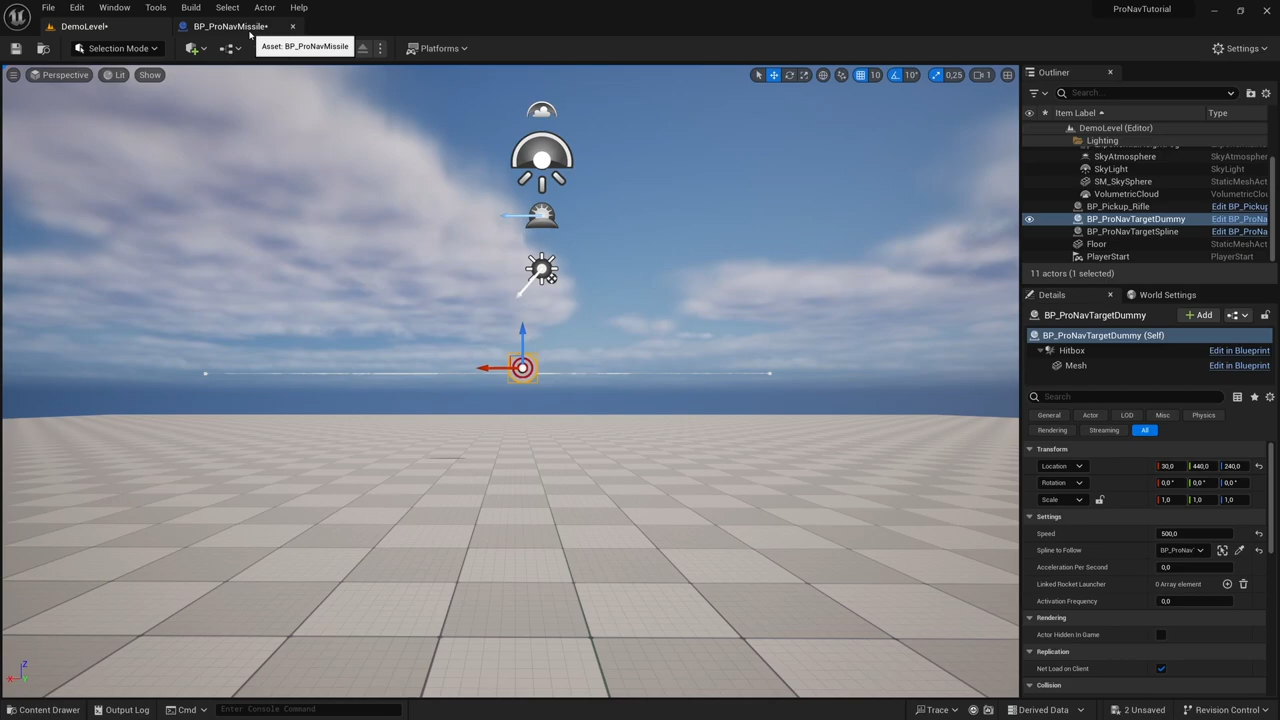 File Edit Window Tools Build Select Actor Help
ProNavTutorial
DemoLevel*
BP_ProNavMissile*
Selection Mode
Asset: BP_ProNavMissile
Platforms
Settings
Perspective
Lit
Show
10
10°
0,25
1
Outliner
Search...
Item Label
Type
DemoLevel (Editor)
Lighting
SkyAtmosphere SkyAtmospher
SkyLight SkyLight
SM_SkySphere StaticMeshAct
VolumetricCloud VolumetricClou
BP_Pickup_Rifle Edit BP_Pickup
BP_ProNavTargetDummy Edit BP_ProNa
BP_ProNavTargetSpline Edit BP_ProNa
Floor StaticMeshAct
PlayerStart PlayerStart
11 actors (1 selected)
Details
World Settings
BP_ProNavTargetDummy
Add
BP_ProNavTargetDummy (Self)
Hitbox Edit in Blueprint
Mesh Edit in Blueprint
Search
General Actor LOD Misc Physics
Rendering Streaming All
Transform
Location 30,0 440,0 240,0
Rotation 0,0 ° 0,0 ° 0,0 °
Scale 1,0 1,0 1,0
Settings
Speed 500,0
Spline to Follow BP_ProNav
Acceleration Per Second 0,0
Linked Rocket Launcher 0 Array element
Activation Frequency 0,0
Rendering
Actor Hidden In Game
Replication
Net Load on Client
Collision
Z
X
Content Drawer
Output Log
Cmd
Enter Console Command
Trace
Derived Data
2 Unsaved
Revision Control